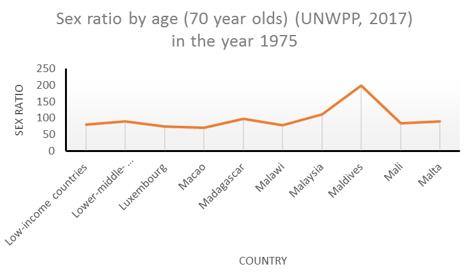 Sex ratio by age (70 year olds) (UNWPP, 2017)
in the year 1975
250
200
150
100
50
0
SEX RATIO
Low-income countries
Lower-middle-...
Luxembourg
Macao
Madagascar
Malawi
Malaysia
Maldives
Mali
Malta
COUNTRY